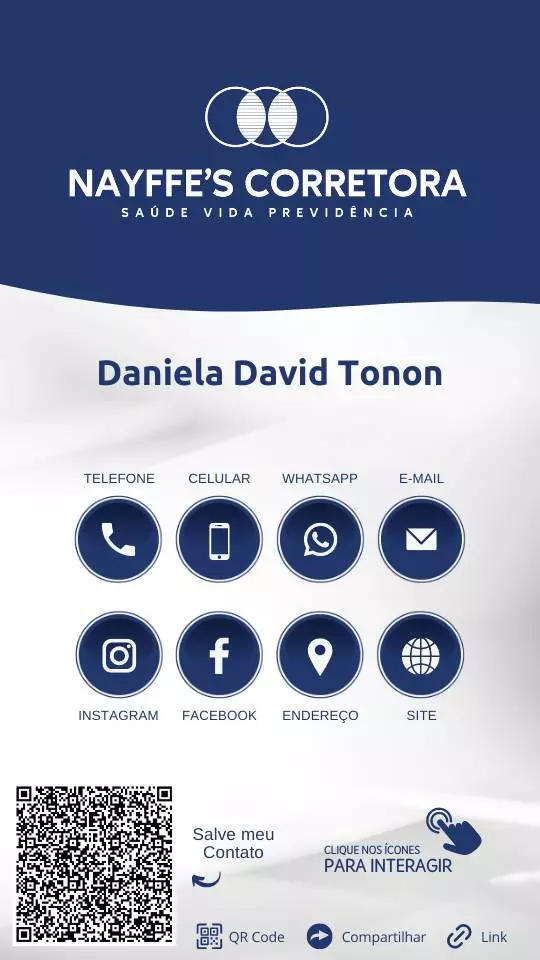 NAYFFE'S CORRETORA
SAÚDE VIDA PREVIDÊNCIA
Daniela David Tonon
TELEFONE CELULAR WHATSAPP E-MAIL
INSTAGRAM FACEBOOK ENDEREÇO SITE
Salve meu
Contato
CLIQUE NOS ÍCONES
PARA INTERAGIR
QR Code Compartilhar Link